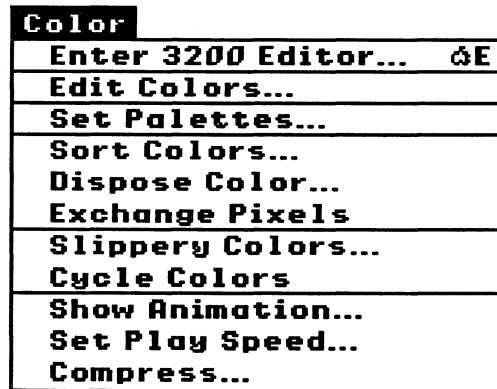 Color
Enter 3200 Editor... E
Edit Colors...
Set Palettes...
Sort Colors...
Dispose Color...
Exchange Pixels
Slippery Colors...
Cycle Colors
Show Animation...
Set Play Speed...
Compress...